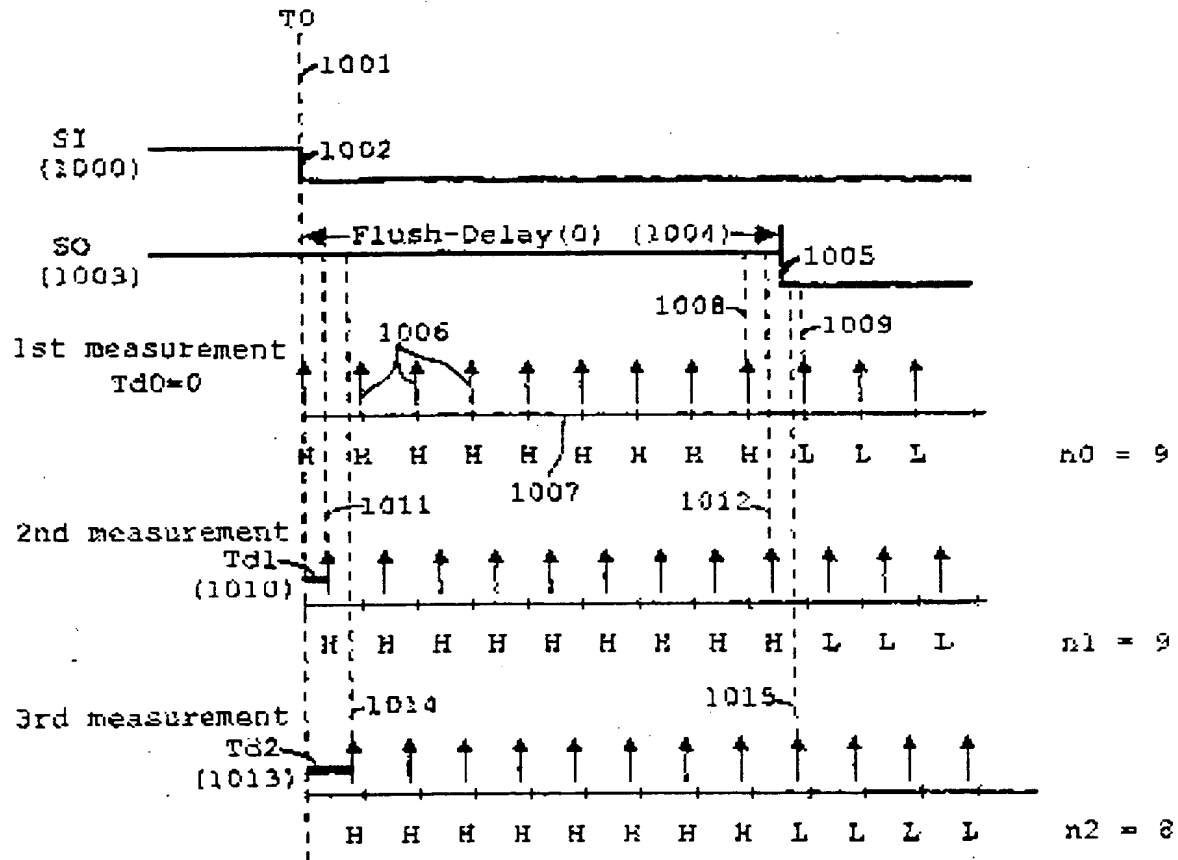 T0
1001
SI
(1000)
1002
Flush-Delay(0) (1004)
SO
(1003)
1005
1008
1009
1006
1st measurement
Td0=0
H H H H H H H H H L L L
n0 = 9
1007
1011
1012
2nd measurement
Td1
(1010)
H H H H H H H H H L L L
n1 = 9
1014
1015
3rd measurement
Td2
(1013)
H H H H H H H H L L L L
n2 = 8